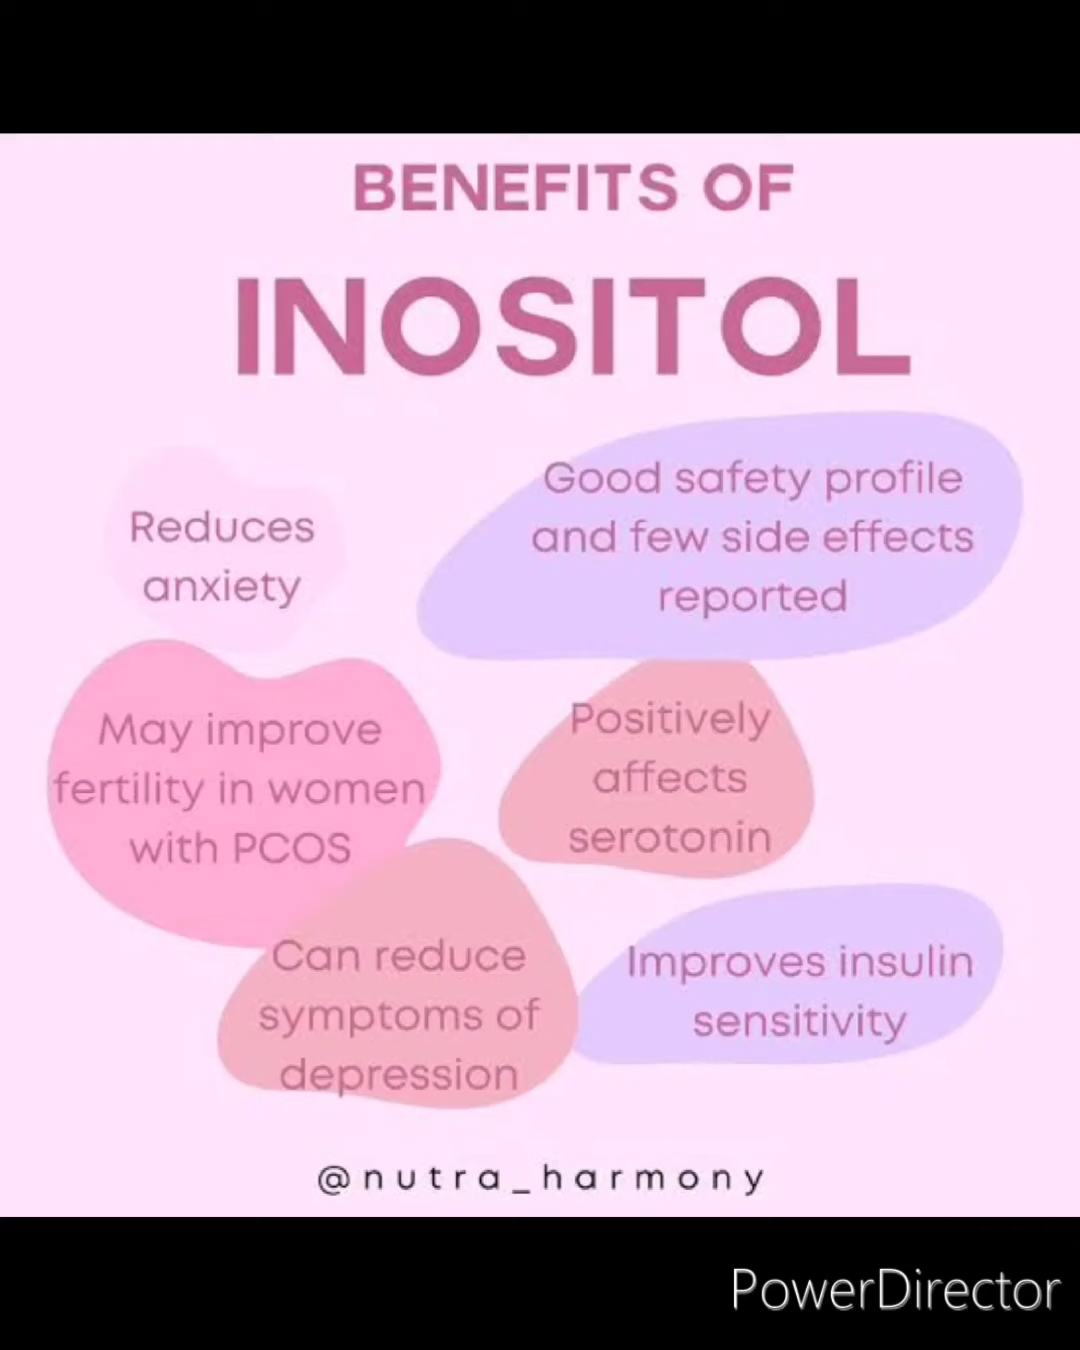 BENEFITS OF
INOSITOL
Reduces
anxiety
Good safety profile
and few side effects
reported
May improve
fertility in women
with PCOS
Positively
affects
serotonin
Can reduce
symptoms of
depression
Improves insulin
sensitivity
@nutra_harmony
PowerDirector